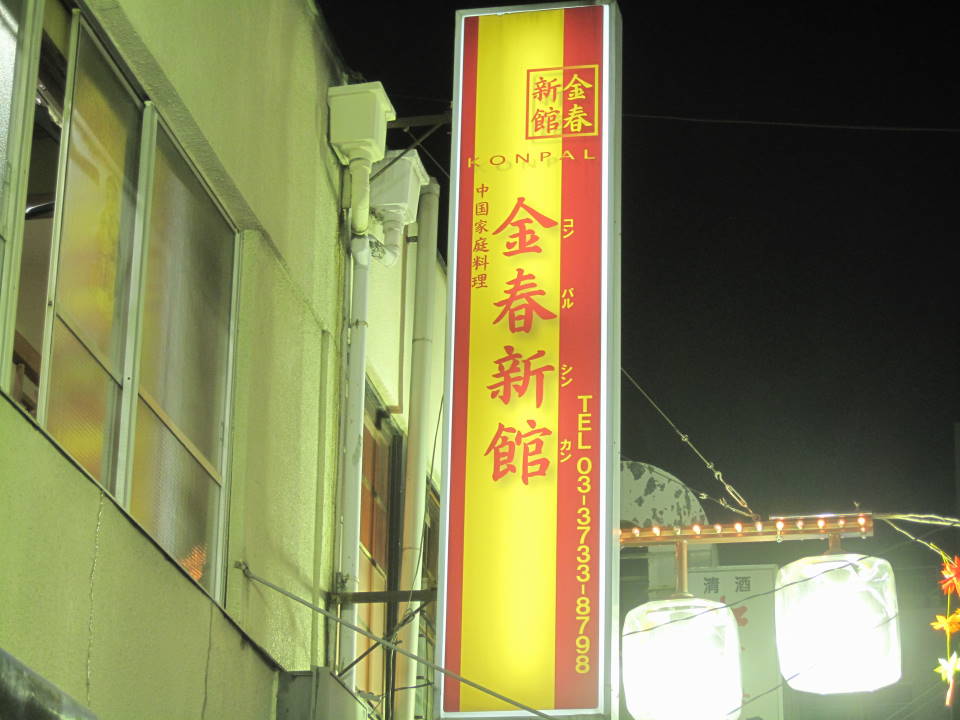 金春
新館
KONPAL
中国家庭料理
金春新館
コン パル シン カン
TEL 03-3733-8798
清酒